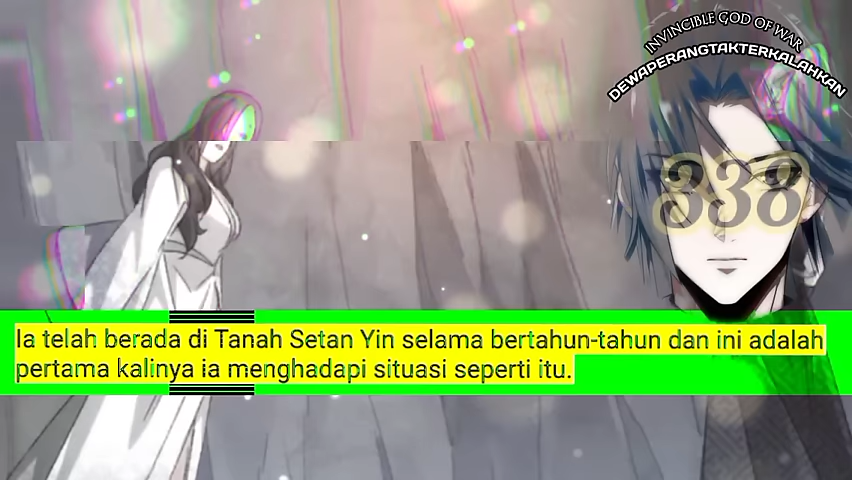 INVINCIBLE GOD OF WAR
DEWAPERANGTAKTERKALAHKAN
338
Ia telah berada di Tanah Setan Yin selama bertahun-tahun dan ini adalah
pertama kalinya ia menghadapi situasi seperti itu.